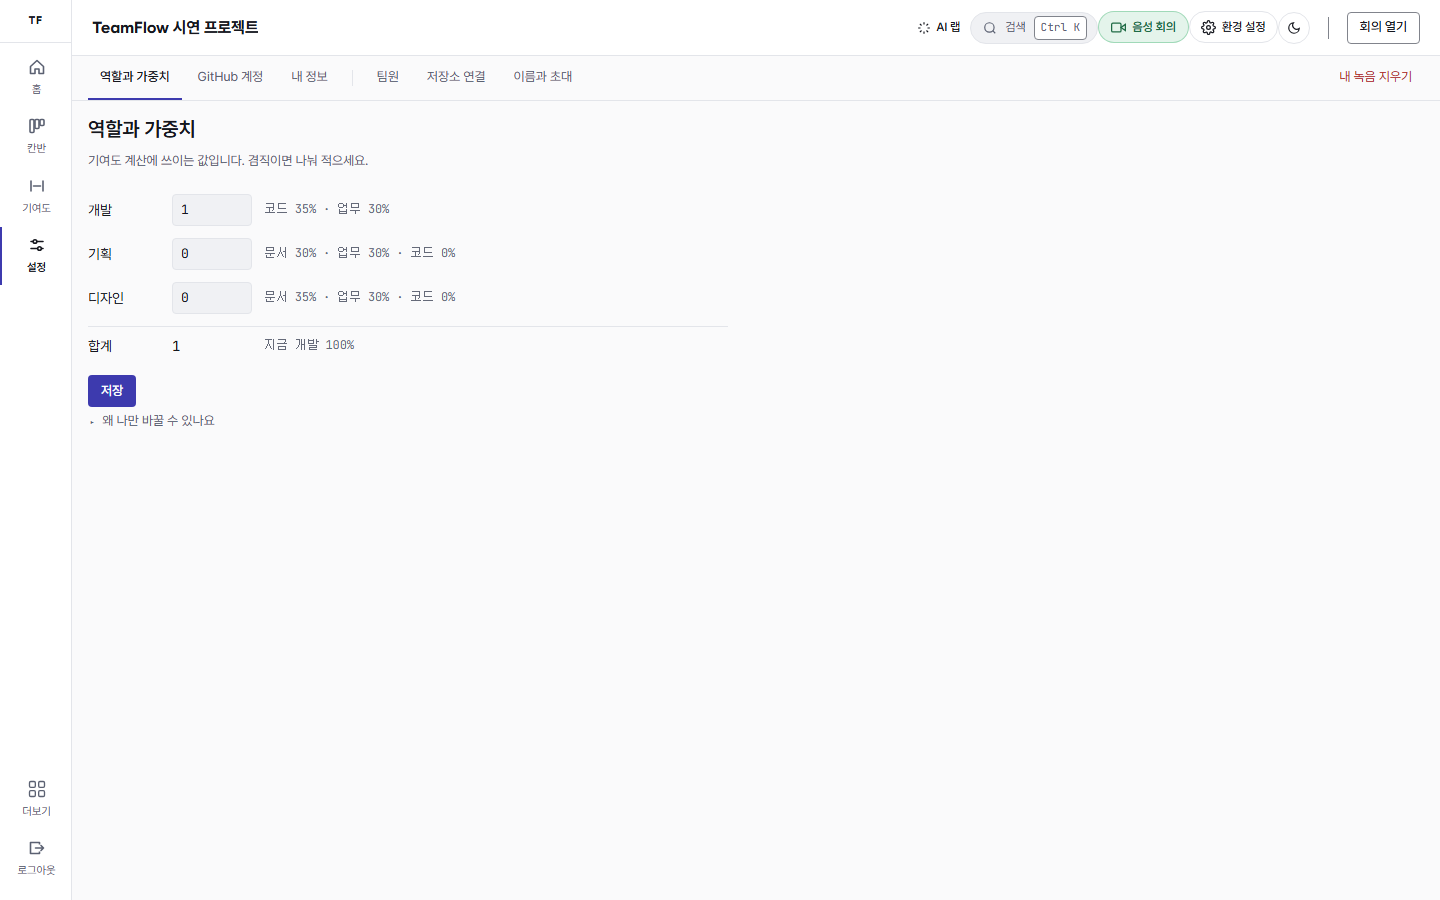 TF
홈
칸반
기여도
설정
더보기
로그아웃
TeamFlow 시연 프로젝트
AI 랩
검색 Ctrl K
음성 회의
환경 설정
회의 열기
역할과 가중치 GitHub 계정 내 정보 팀원 저장소 연결 이름과 초대 내 녹음 지우기
역할과 가중치
기여도 계산에 쓰이는 값입니다. 겸직이면 나눠 적으세요.
개발 1 코드 35% · 업무 30%
기획 0 문서 30% · 업무 30% · 코드 0%
디자인 0 문서 35% · 업무 30% · 코드 0%
합계 1 지금 개발 100%
저장
▸ 왜 나만 바꿀 수 있나요